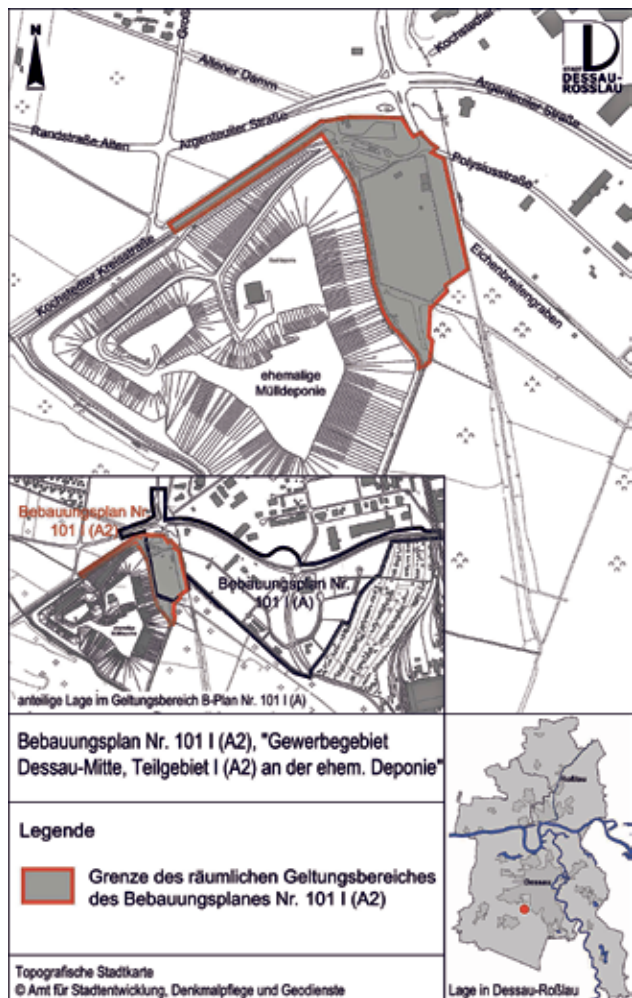 N
STADT
DESSAU-
ROSSLAU
Kochstedter
Altener Damm
Argenteuiler Straße
Randstraße Alten
Argenteuiler Straße
Polysiusstraße
Kochstedter Kreisstraße
Eichenbreitengraben
ehemalige
Mülldeponie
Bebauungsplan Nr.
101 I (A2)
Bebauungsplan Nr.
101 I (A)
anteilige Lage im Geltungsbereich B-Plan Nr. 101 I (A)
Bebauungsplan Nr. 101 I (A2), "Gewerbegebiet
Dessau-Mitte, Teilgebiet I (A2) an der ehem. Deponie"
Legende
Grenze des räumlichen Geltungsbereiches
des Bebauungsplanes Nr. 101 I (A2)
Topografische Stadtkarte
© Amt für Stadtentwicklung, Denkmalpflege und Geodienste
Roßlau
Dessau
Lage in Dessau-Roßlau